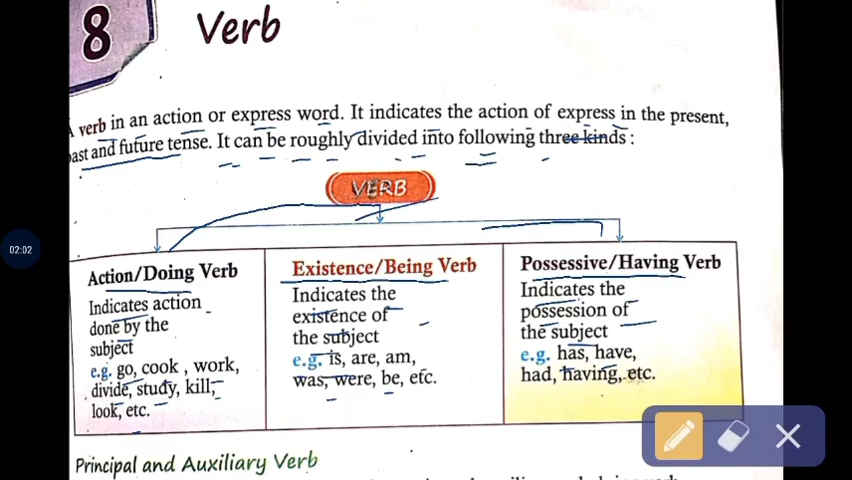 8 Verb
A verb in an action or express word. It indicates the action of express in the present,
past and future tense. It can be roughly divided into following three kinds :
VERB
Action/Doing Verb
Indicates action
done by the
subject
e.g. go, cook , work,
divide, study, kill,
look, etc.
Existence/Being Verb
Indicates the
existence of
the subject
e.g. is, are, am,
was, were, be, etc.
Possessive/Having Verb
Indicates the
possession of
the subject
e.g. has, have,
had, having, etc.
02:02
Principal and Auxiliary Verb